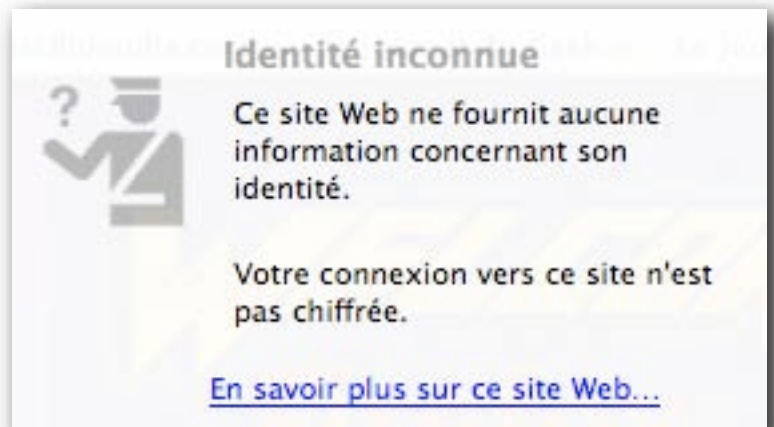 Identité inconnue
?
Ce site Web ne fournit aucune
information concernant son
identité.
Votre connexion vers ce site n'est
pas chiffrée.
En savoir plus sur ce site Web...